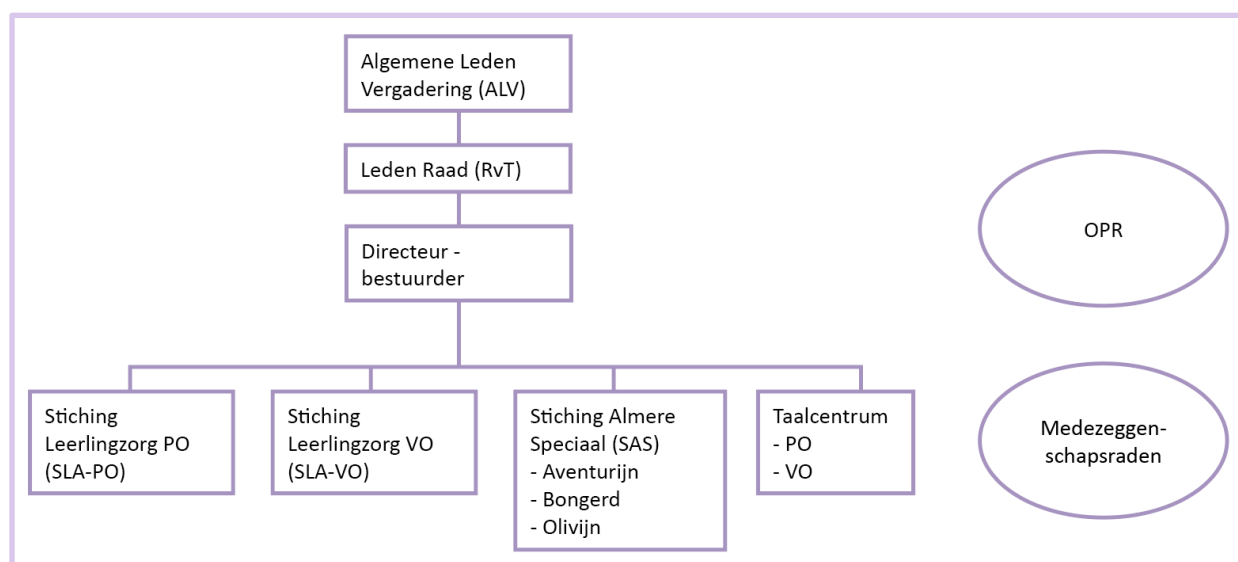 Algemene Leden
Vergadering (ALV)
Leden Raad (RvT)
Directeur -
bestuurder
OPR
Stiching
Leerlingzorg PO
(SLA-PO)
Stiching
Leerlingzorg VO
(SLA-VO)
Stiching Almere
Speciaal (SAS)
- Aventurijn
- Bongerd
- Olivijn
Taalcentrum
- PO
- VO
Medezeggen-
schapsraden